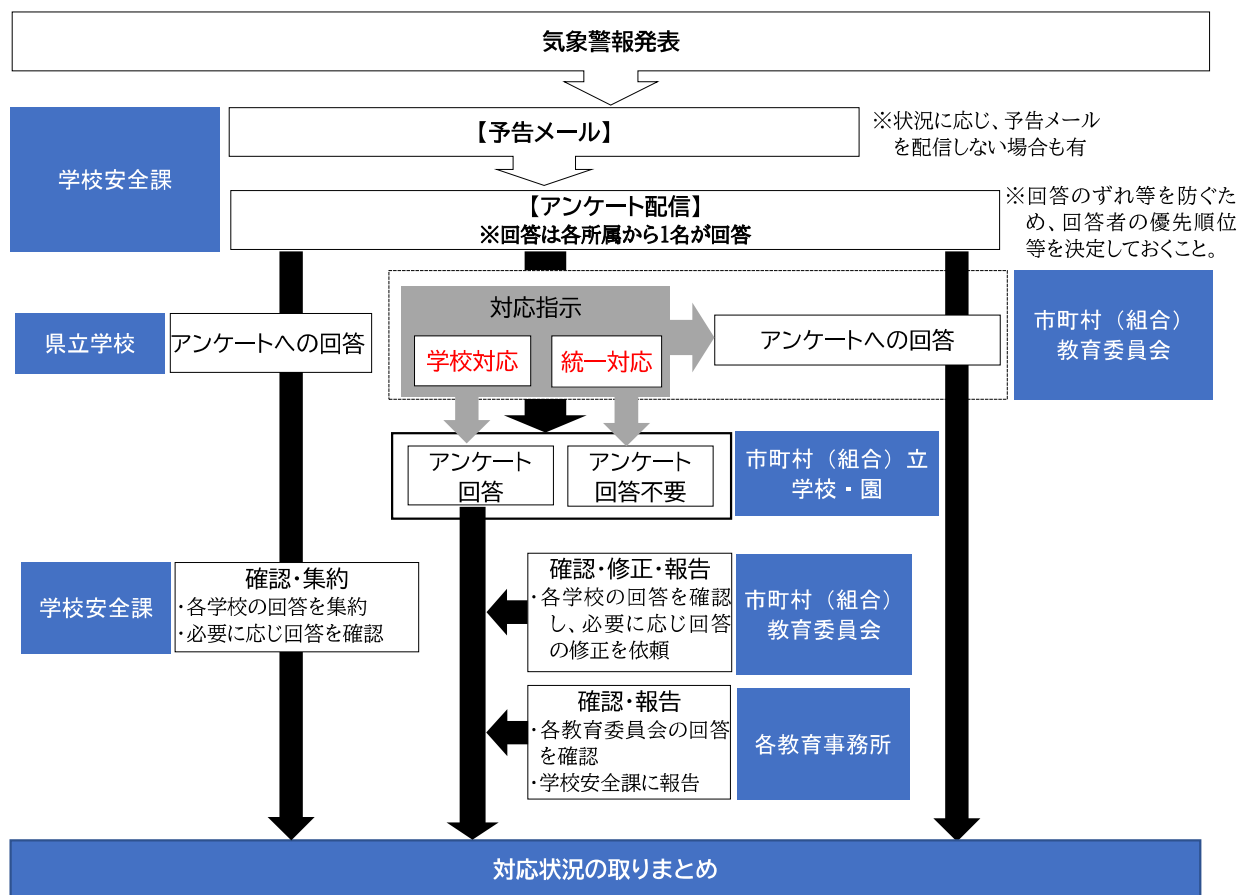 気象警報発表
【予告メール】
※状況に応じ、予告メール
を配信しない場合も有
学校安全課
【アンケート配信】
※回答は各所属から1名が回答
※回答のずれ等を防ぐた
め、回答者の優先順位
等を決定しておくこと。
対応指示
県立学校
アンケートへの回答
学校対応
統一対応
アンケートへの回答
市町村（組合）
教育委員会
アンケート
回答
アンケート
回答不要
市町村（組合）立
学校・園
学校安全課
確認・集約
・各学校の回答を集約
・必要に応じ回答を確認
確認・修正・報告
・各学校の回答を確認
し、必要に応じ回答
の修正を依頼
市町村（組合）
教育委員会
確認・報告
・各教育委員会の回答
を確認
・学校安全課に報告
各教育事務所
対応状況の取りまとめ